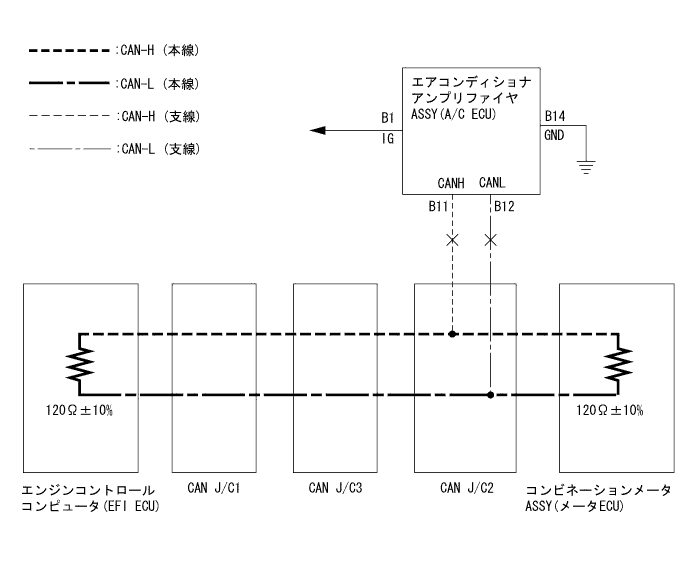 :CAN-H (本線)
:CAN-L (本線)
:CAN-H (支線)
:CAN-L (支線)
エアコンディショナ
アンプリファイヤ
ASSY(A/C ECU)
B1
IG
B14
GND
CANH
CANL
B11
B12
120Ω±10%
120Ω±10%
エンジンコントロール
コンピュータ(EFI ECU)
CAN J/C1
CAN J/C3
CAN J/C2
コンビネーションメータ
ASSY(メータECU)